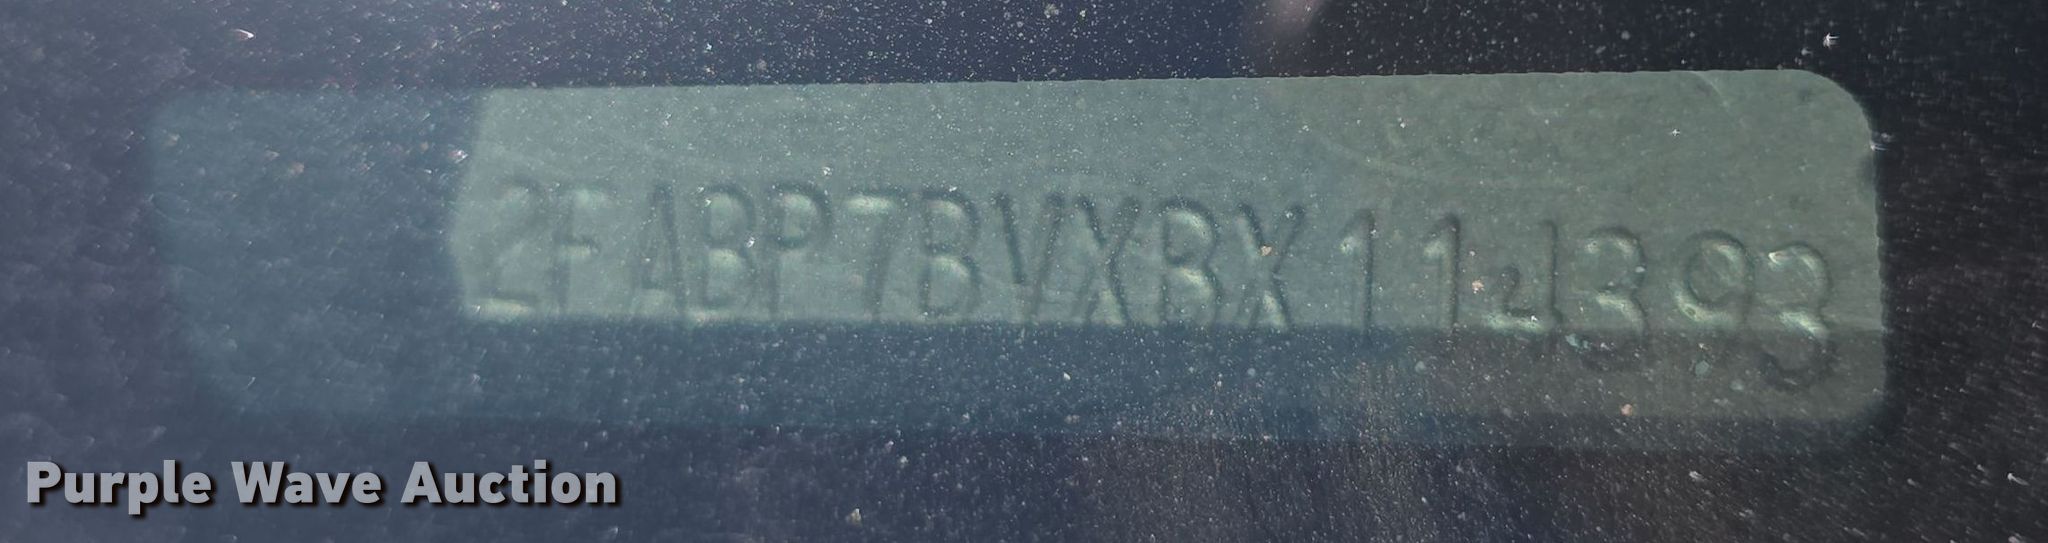 2FABP7BVXBX114393
Purple Wave Auction